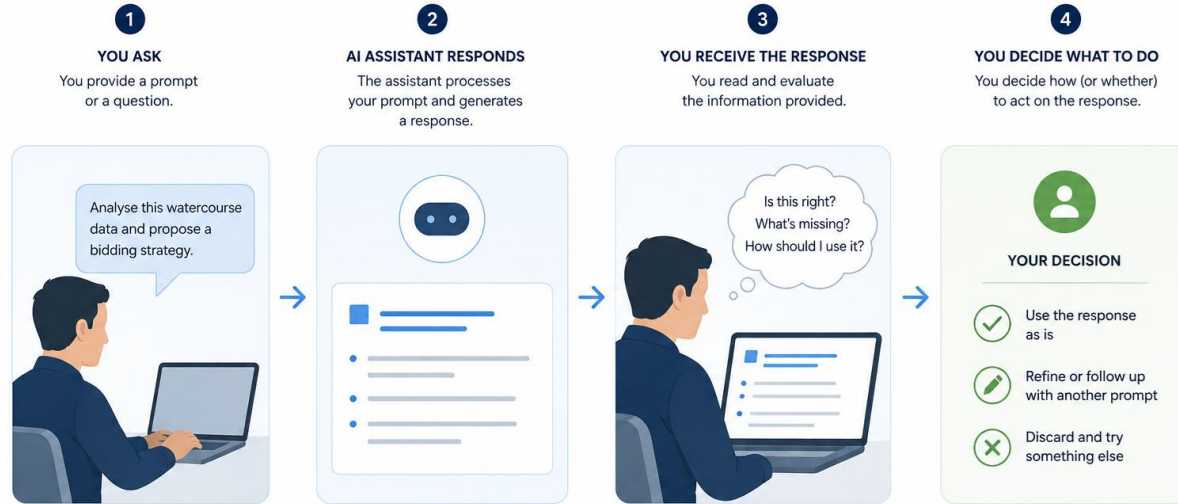 1
YOU ASK
You provide a prompt
or a question.
Analyse this watercourse
data and propose a
bidding strategy.
2
AI ASSISTANT RESPONDS
The assistant processes
your prompt and generates
a response.
3
YOU RECEIVE THE RESPONSE
You read and evaluate
the information provided.
Is this right?
What's missing?
How should I use it?
4
YOU DECIDE WHAT TO DO
You decide how (or whether)
to act on the response.
YOUR DECISION
Use the response
as is
Refine or follow up
with another prompt
Discard and try
something else